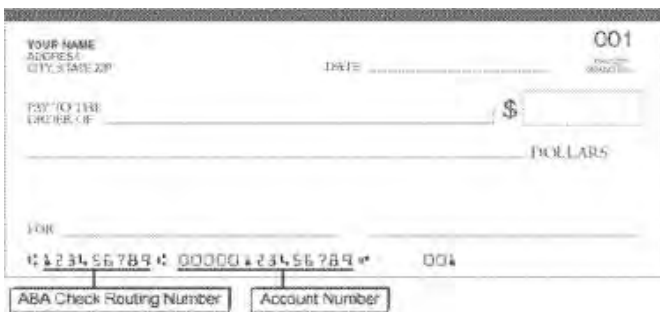 YOUR NAME
ADDRESS
CITY, STATE ZIP
001
DATE
PAY TO THE
ORDER OF
$
DOLLARS
FOR
⑆123456789⑆ 00000123456789⑈ 001
ABA Check Routing Number
Account Number